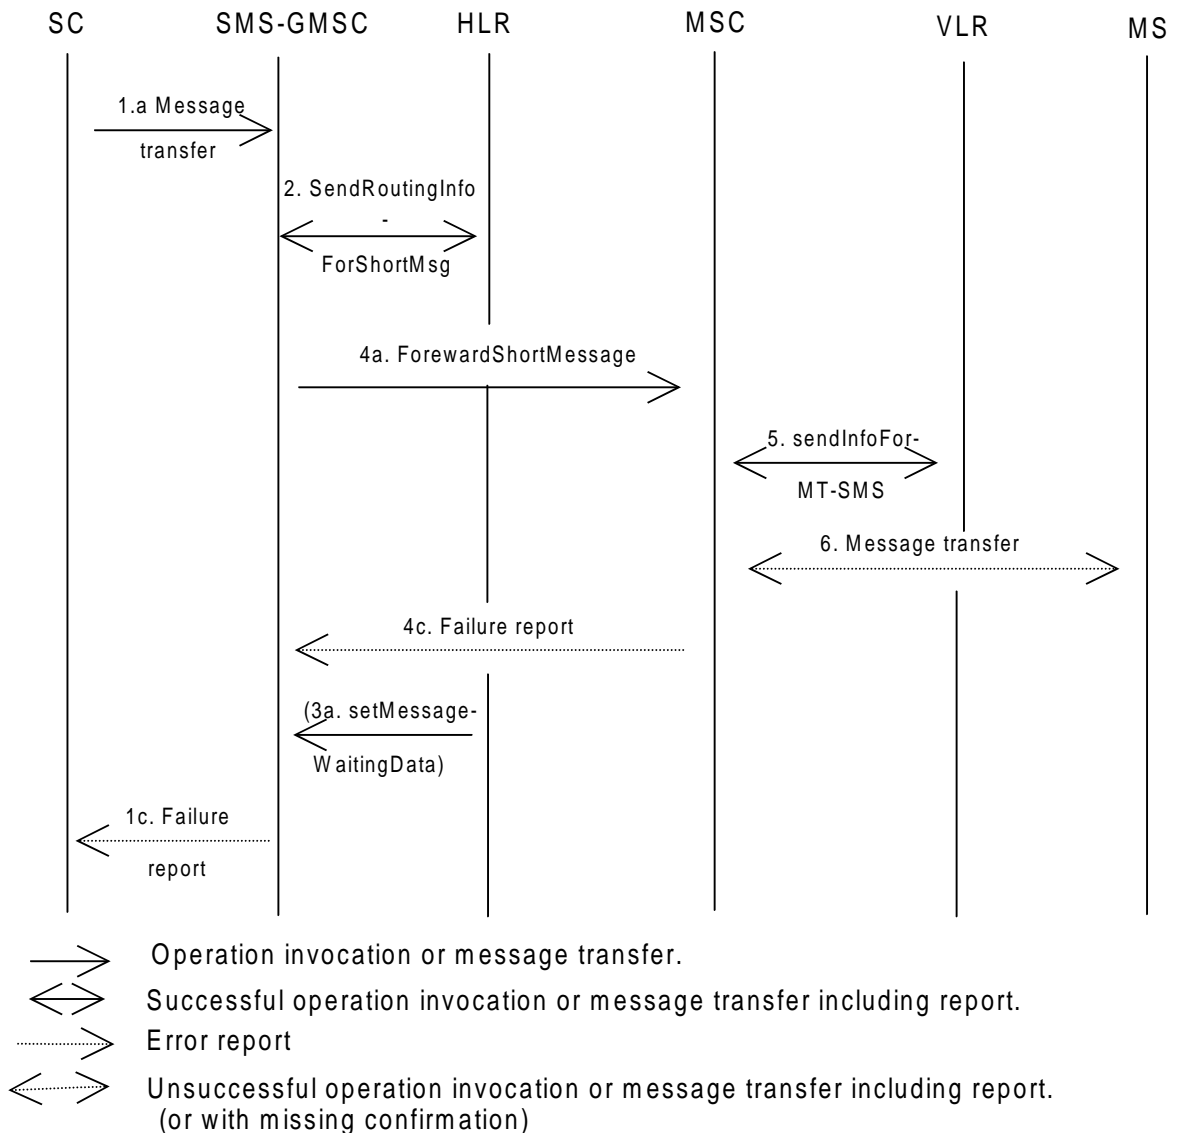 SC SMS-GMSC HLR MSC VLR MS
1.a Message
transfer
2. SendRoutingInfo
-
ForShortMsg
4a. ForewardShortMessage
5. sendInfoFor-
MT-SMS
6. Message transfer
4c. Failure report
(3a. setMessage-
WaitingData)
1c. Failure
report
Operation invocation or message transfer.
Successful operation invocation or message transfer including report.
Error report
Unsuccessful operation invocation or message transfer including report.
(or with missing confirmation)